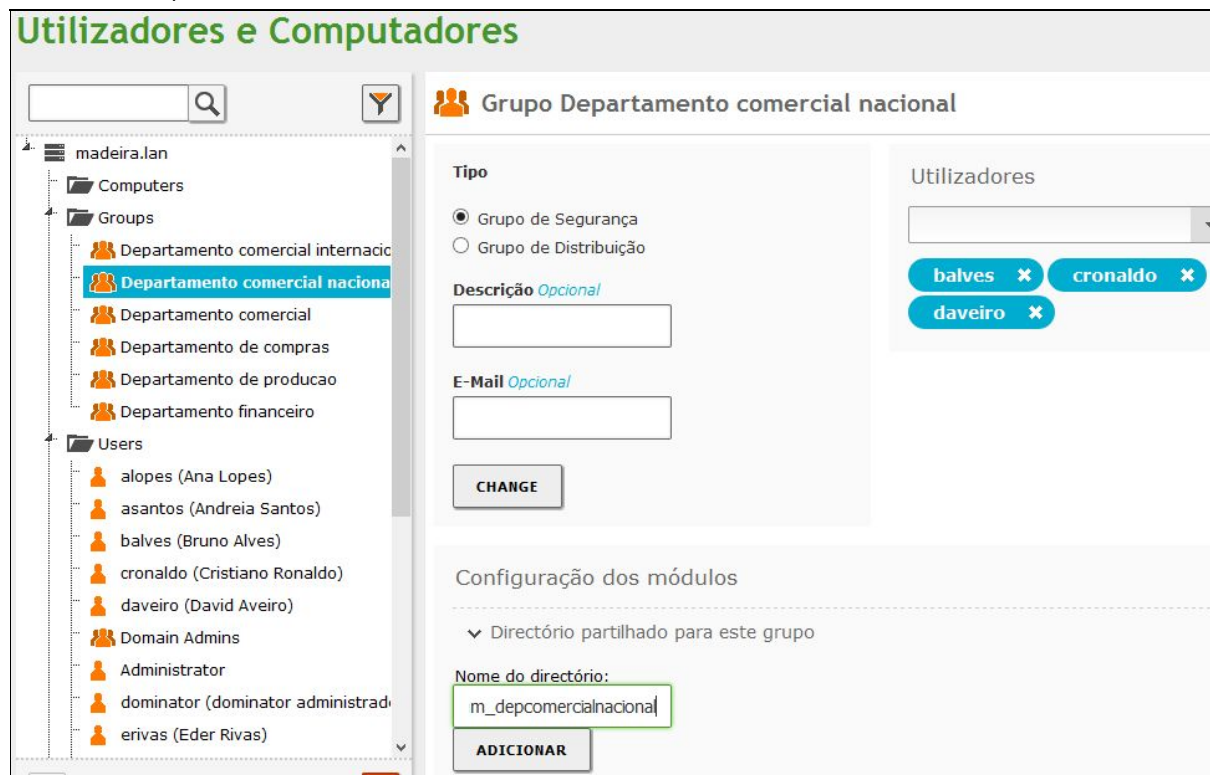 Utilizadores e Computadores
madeira.lan
Computers
Groups
Departamento comercial internacio
Departamento comercial naciona
Departamento comercial
Departamento de compras
Departamento de producao
Departamento financeiro
Users
alopes (Ana Lopes)
asantos (Andreia Santos)
balves (Bruno Alves)
cronaldo (Cristiano Ronaldo)
daveiro (David Aveiro)
Domain Admins
Administrator
dominator (dominator administrad
erivas (Eder Rivas)
Grupo Departamento comercial nacional
Tipo
Grupo de Segurança
Grupo de Distribuição
Descrição Opcional
E-Mail Opcional
CHANGE
Utilizadores
balves ✖ cronaldo ✖
daveiro ✖
Configuração dos módulos
Directório partilhado para este grupo
Nome do directório:
m_depcomercialnacional
ADICIONAR